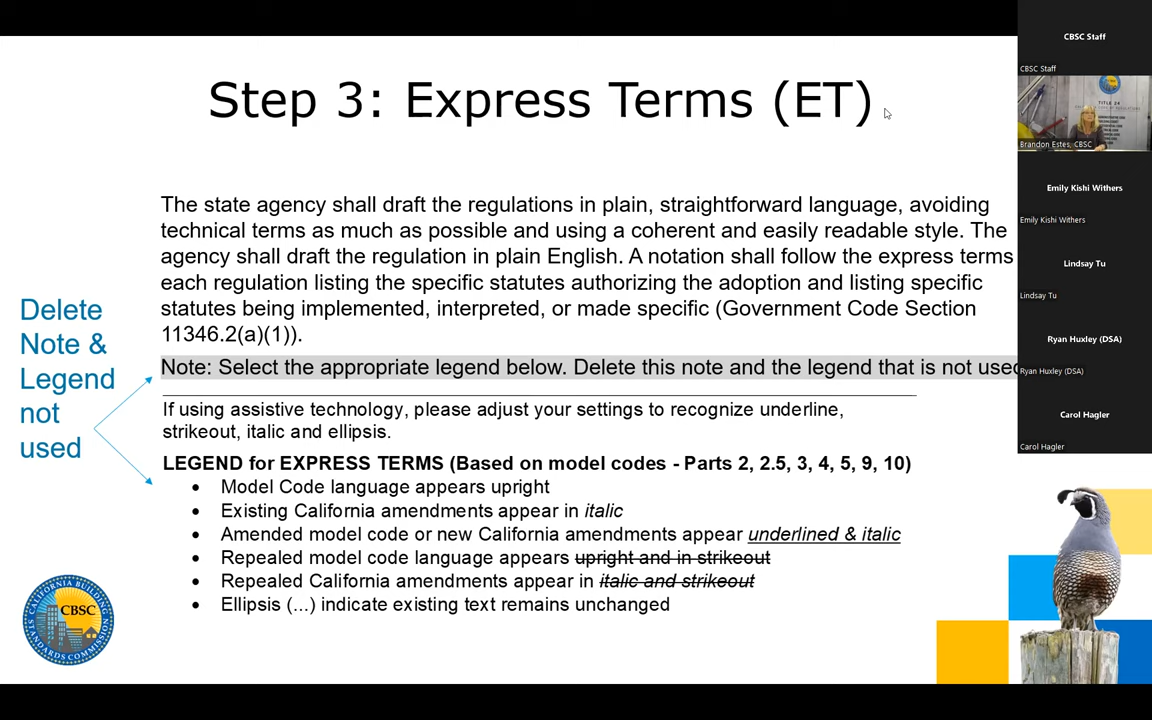 Step 3: Express Terms (ET)
The state agency shall draft the regulations in plain, straightforward language, avoiding
technical terms as much as possible and using a coherent and easily readable style. The
agency shall draft the regulation in plain English. A notation shall follow the express terms
each regulation listing the specific statutes authorizing the adoption and listing specific
statutes being implemented, interpreted, or made specific (Government Code Section
11346.2(a)(1)).
Delete
Note &
Legend
not
used
Note: Select the appropriate legend below. Delete this note and the legend that is not used
If using assistive technology, please adjust your settings to recognize underline,
strikeout, italic and ellipsis.
LEGEND for EXPRESS TERMS (Based on model codes - Parts 2, 2.5, 3, 4, 5, 9, 10)
• Model Code language appears upright
• Existing California amendments appear in italic
• Amended model code or new California amendments appear underlined & italic
• Repealed model code language appears upright and in strikeout
• Repealed California amendments appear in italic and strikeout
• Ellipsis (...) indicate existing text remains unchanged
CALIFORNIA BUILDING
STANDARDS COMMISSION
CBSC
CBSC Staff
CBSC Staff
TITLE 24
Brandon Estes, CBSC
Emily Kishi Withers
Emily Kishi Withers
Lindsay Tu
Lindsay Tu
Ryan Huxley (DSA)
Ryan Huxley (DSA)
Carol Hagler
Carol Hagler